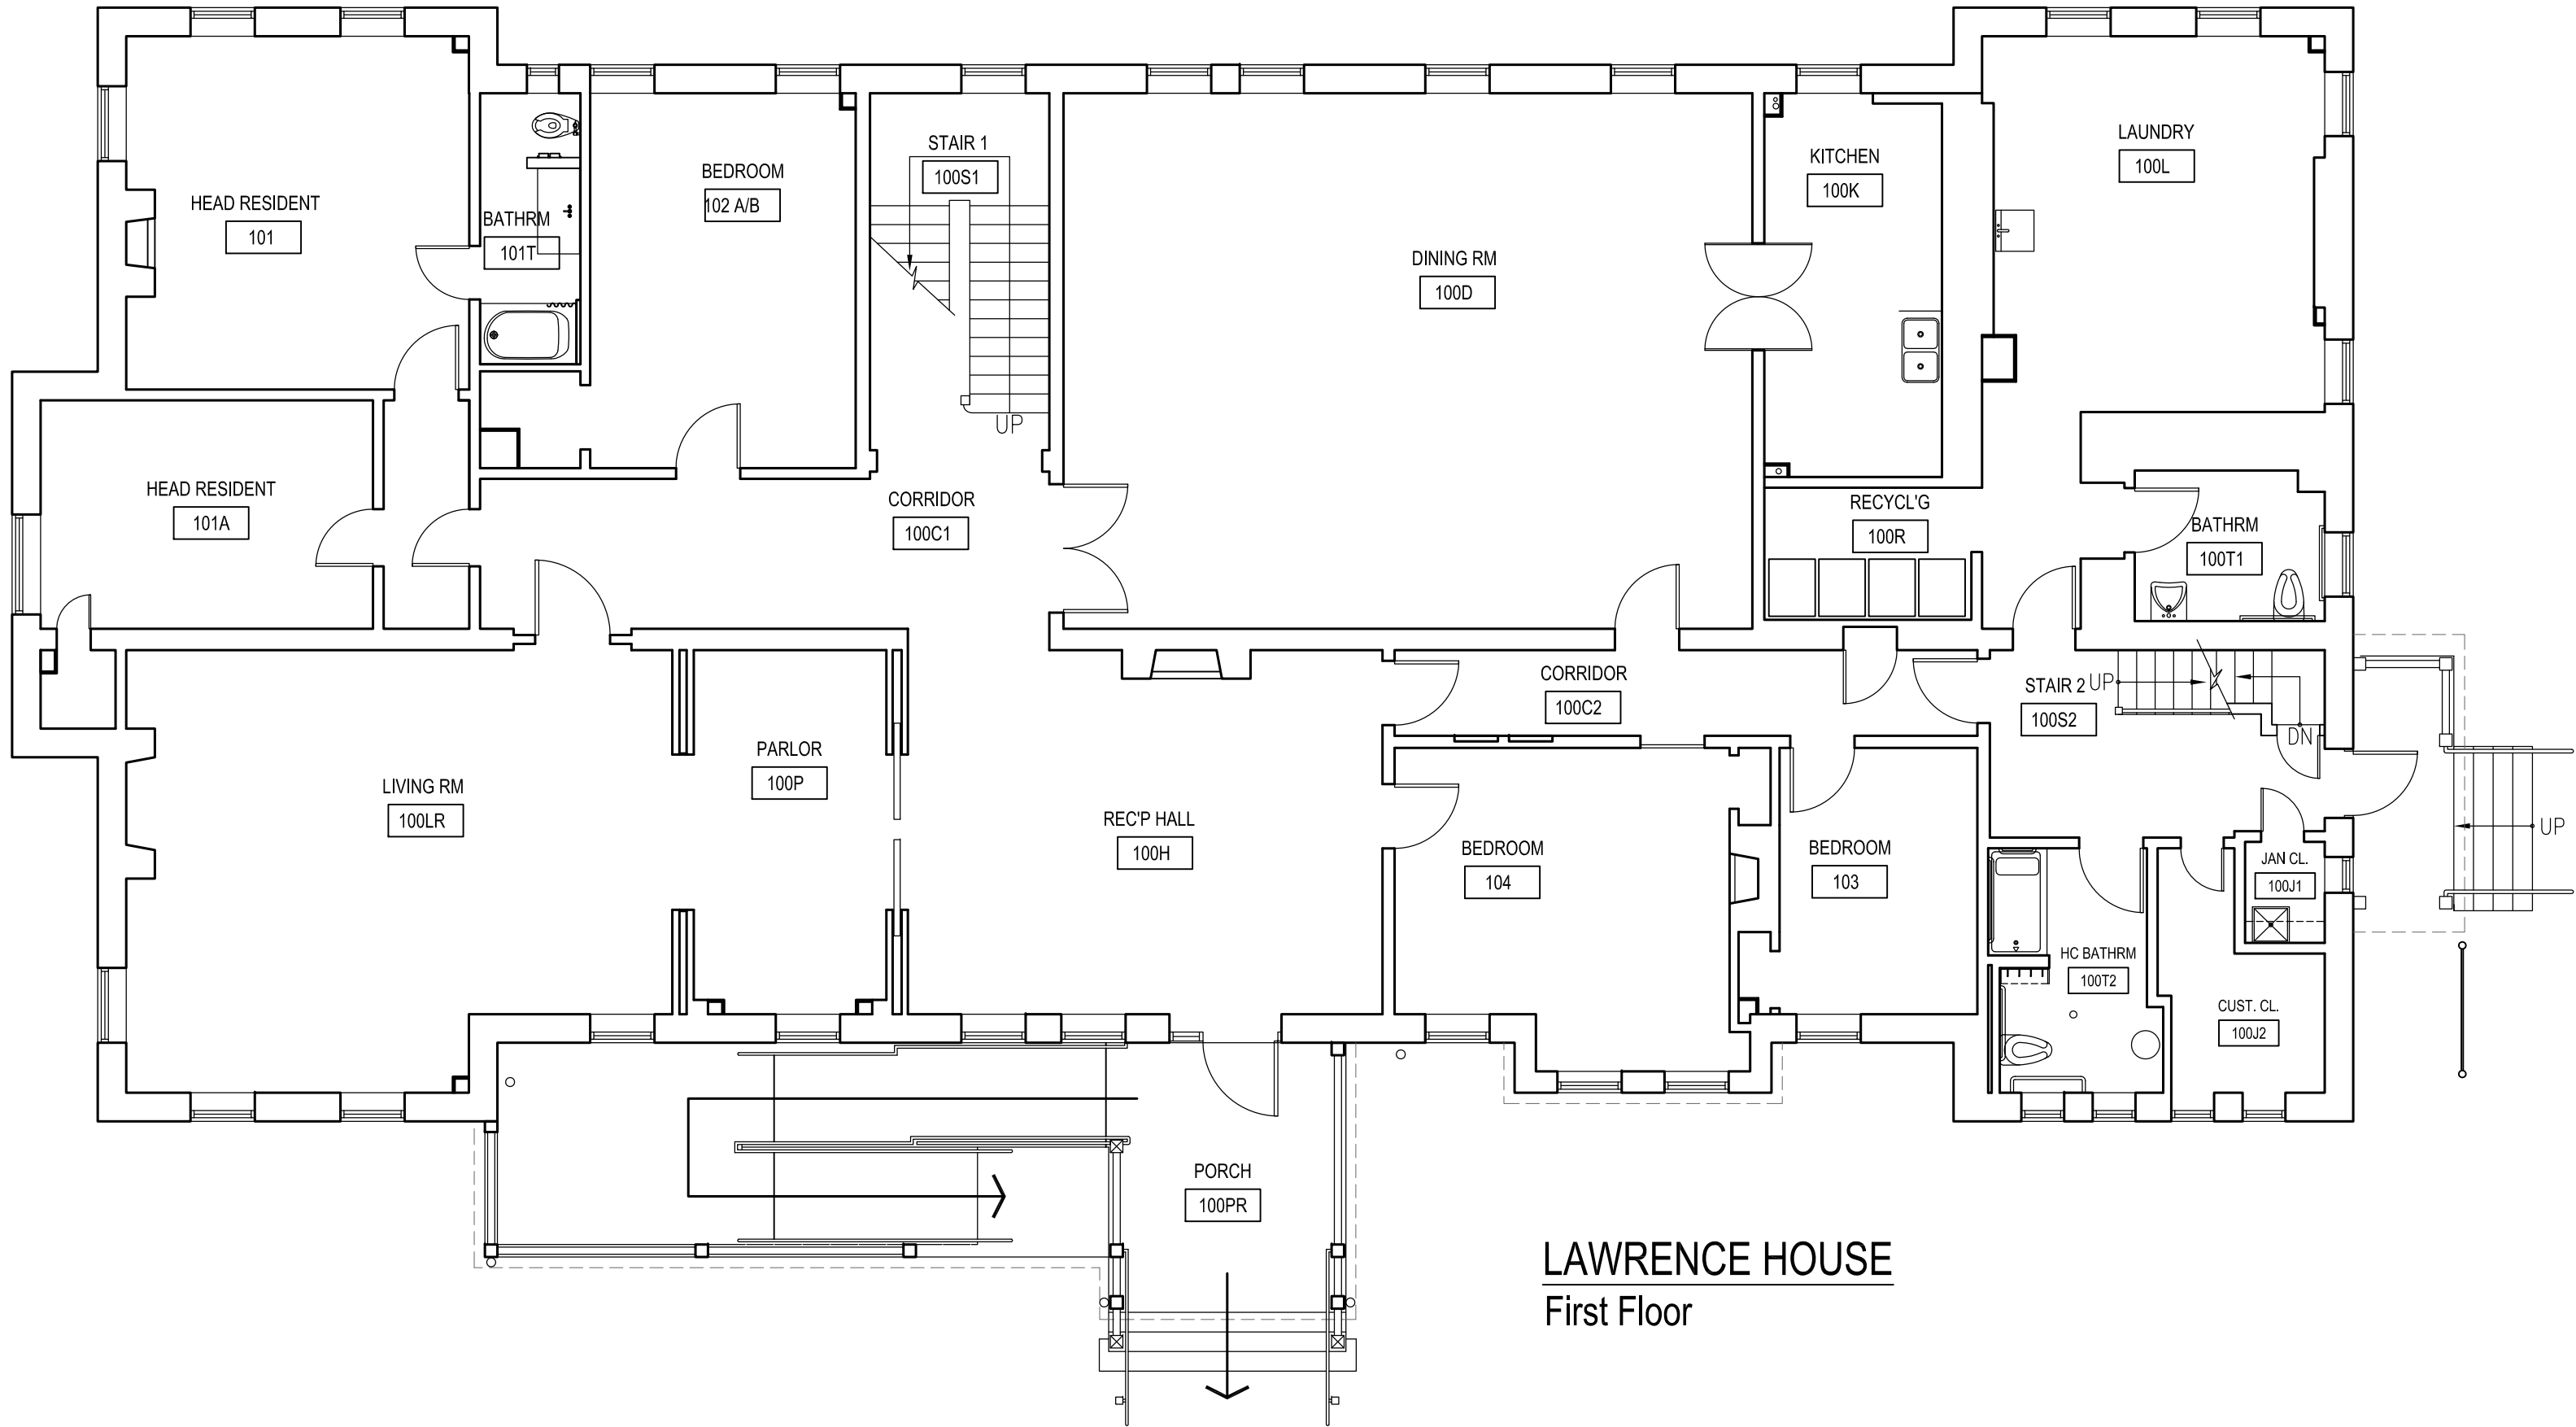 HEAD RESIDENT
101
BATHRM
101T
BEDROOM
102 A/B
STAIR 1
100S1
UP
DINING RM
100D
KITCHEN
100K
LAUNDRY
100L
HEAD RESIDENT
101A
CORRIDOR
100C1
RECYCL'G
100R
BATHRM
100T1
LIVING RM
100LR
PARLOR
100P
REC'P HALL
100H
CORRIDOR
100C2
STAIR 2
100S2
UP
DN
UP
BEDROOM
104
BEDROOM
103
JAN CL.
100J1
HC BATHRM
100T2
CUST. CL.
100J2
PORCH
100PR
LAWRENCE HOUSE
First Floor